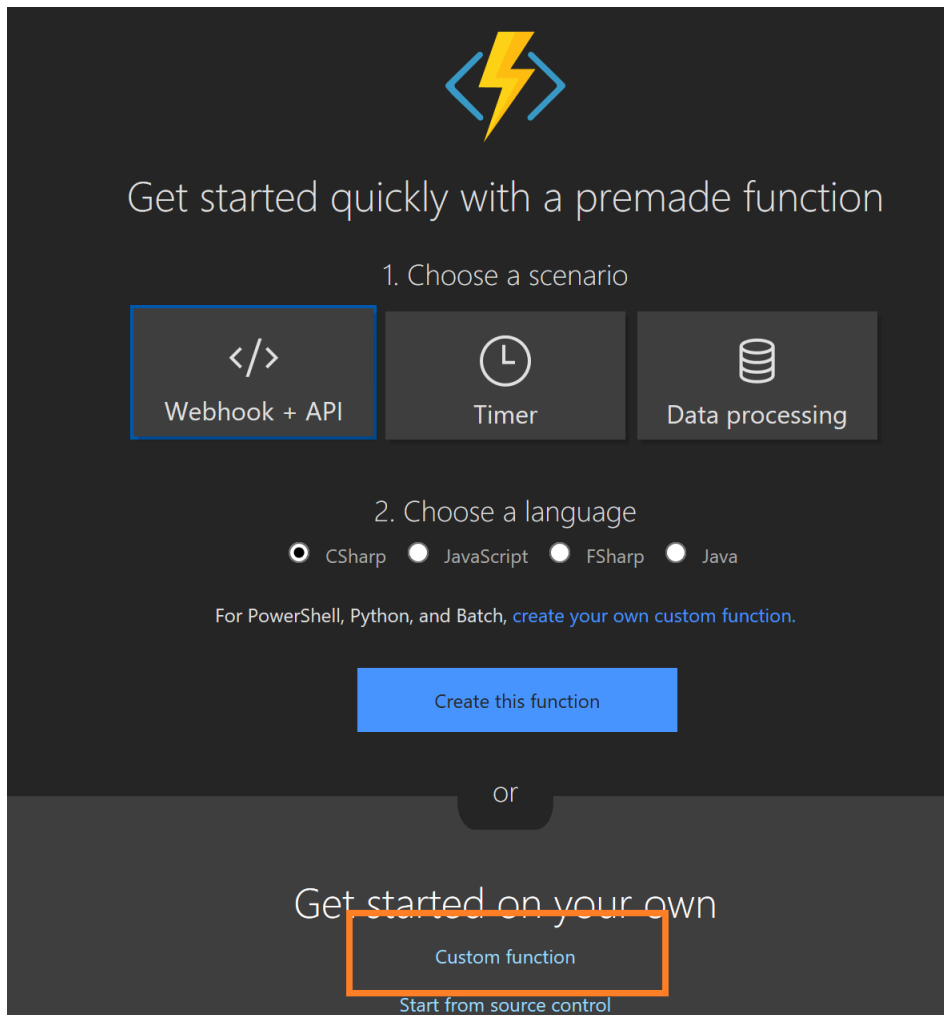 Get started quickly with a premade function
1. Choose a scenario
</>
Webhook + API
Timer
Data processing
2. Choose a language
CSharp JavaScript FSharp Java
For PowerShell, Python, and Batch, create your own custom function.
Create this function
or
Get started on your own
Custom function
Start from source control